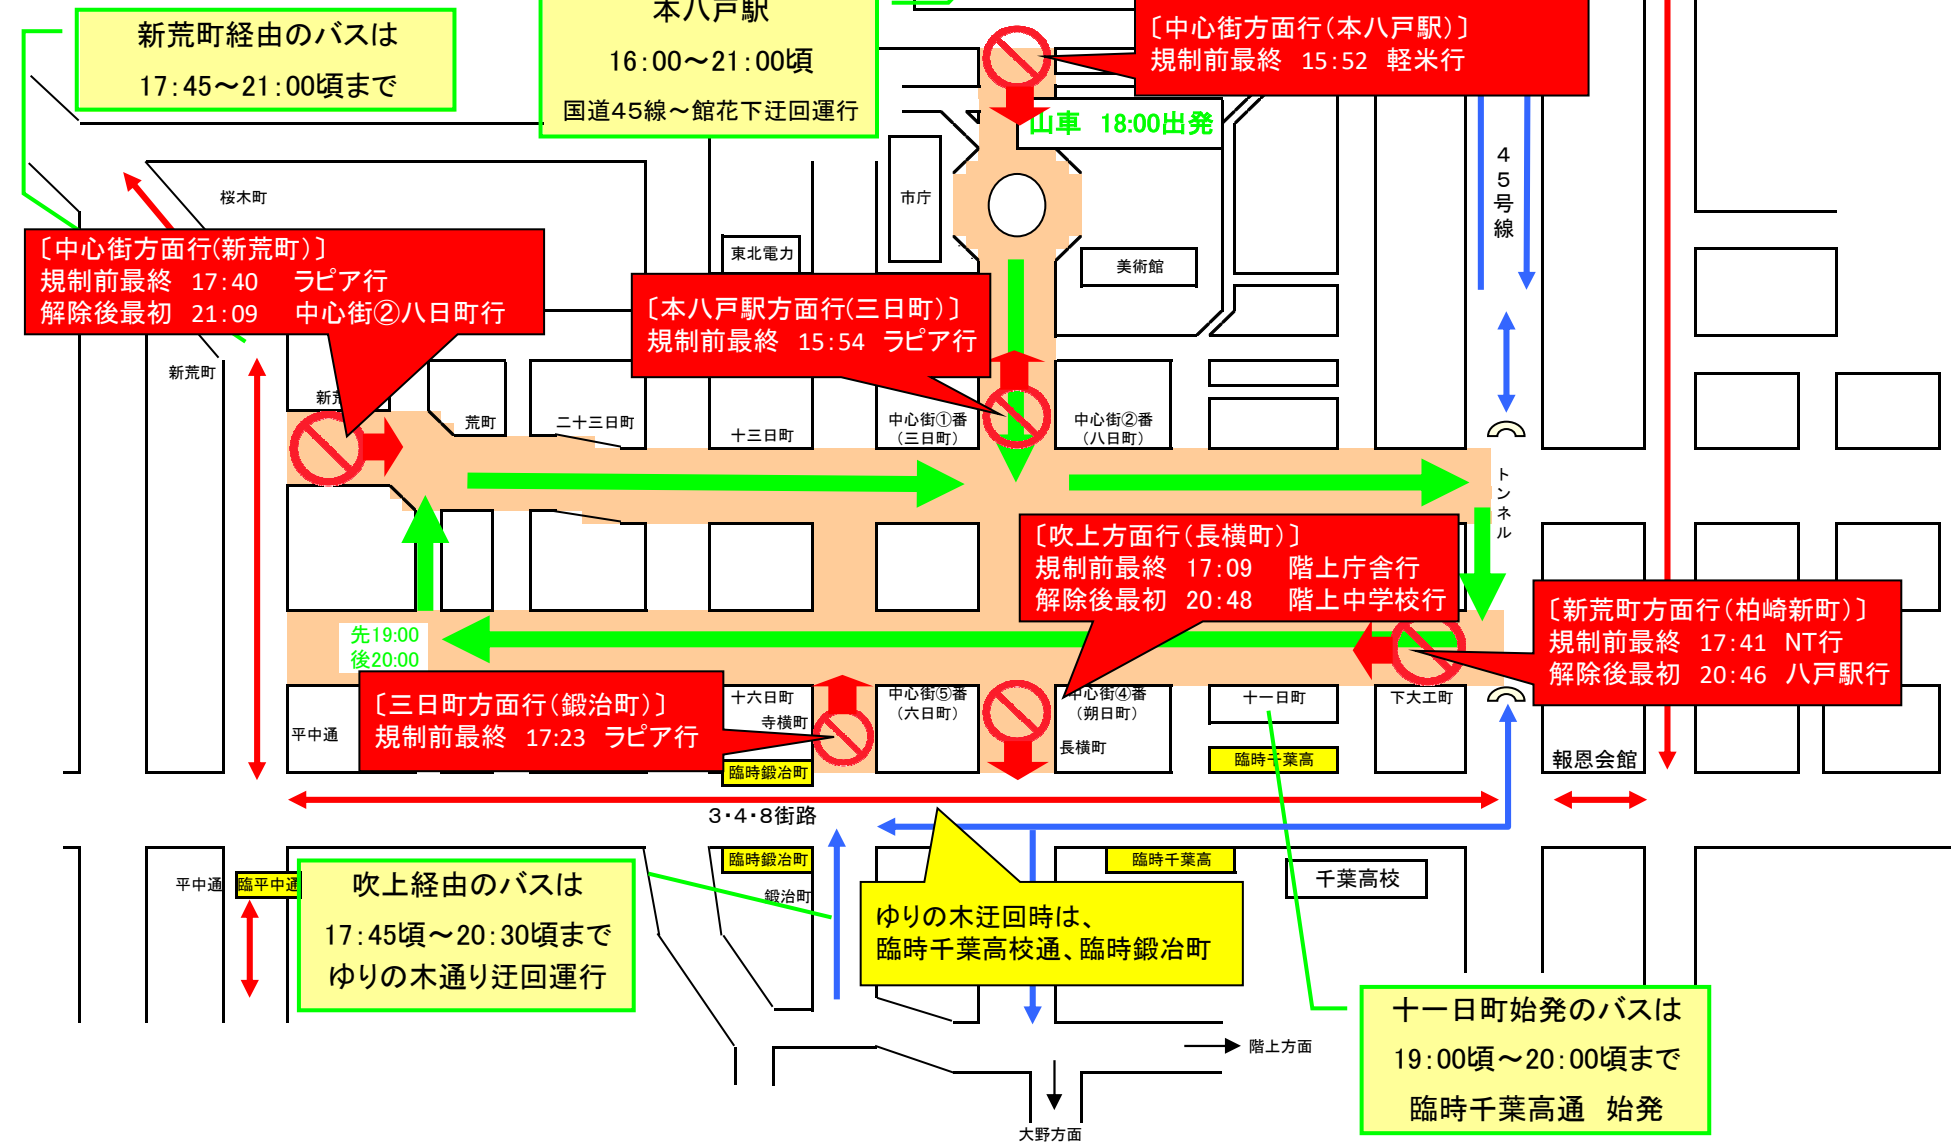 新荒町経由のバスは
17:45～21:00頃まで
本八戸駅
16:00～21:00頃
国道45線～館花下迂回運行
〔中心街方面行(本八戸駅)〕
規制前最終 15:52 軽米行
山車 18:00出発
45号線
市庁
桜木町
東北電力
美術館
〔中心街方面行(新荒町)〕
規制前最終 17:40 ラピア行
解除後最初 21:09 中心街②八日町行
〔本八戸駅方面行(三日町)〕
規制前最終 15:54 ラピア行
新荒町
新荒
荒町
二十三日町
十三日町
中心街①番
(三日町)
中心街②番
(八日町)
トンネル
〔吹上方面行(長横町)〕
規制前最終 17:09 階上庁舎行
解除後最初 20:48 階上中学校行
〔新荒町方面行(柏崎新町)〕
規制前最終 17:41 NT行
解除後最初 20:46 八戸駅行
先19:00
後20:00
〔三日町方面行(鍛治町)〕
規制前最終 17:23 ラピア行
平中通
十六日町
寺横町
中心街⑤番
(六日町)
中心街④番
(朔日町)
長横町
十一日町
下大工町
臨時鍛冶町
臨時千葉高
報恩会館
3・4・8街路
臨時鍛冶町
鍛治町
臨時千葉高
千葉高校
平中通
臨平中通
吹上経由のバスは
17:45頃～20:30頃まで
ゆりの木通り迂回運行
ゆりの木迂回時は、
臨時千葉高校通、臨時鍛冶町
十一日町始発のバスは
19:00頃～20:00頃まで
臨時千葉高通 始発
階上方面
大野方面